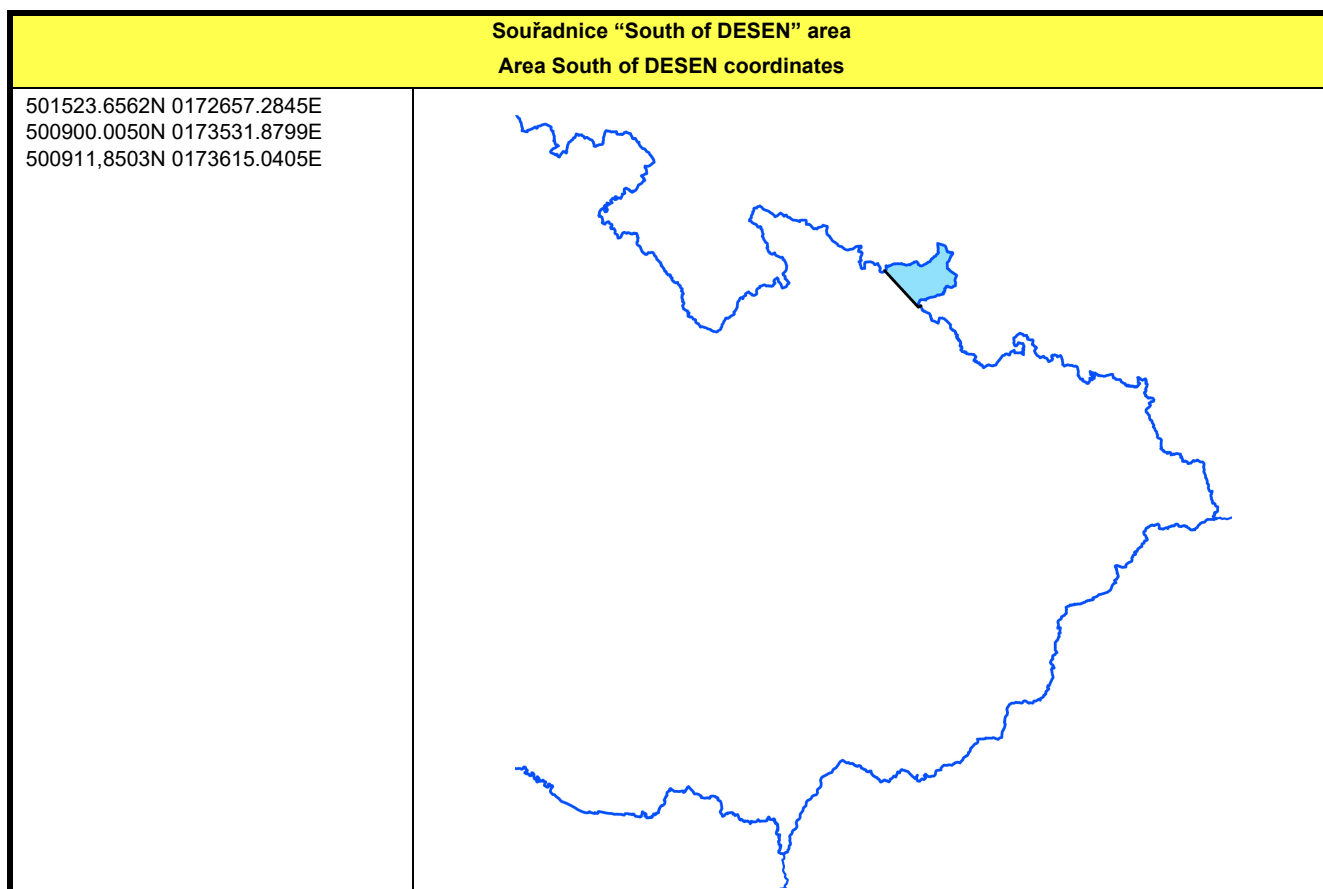 Souřadnice “South of DESEN” area
Area South of DESEN coordinates
501523.6562N 0172657.2845E
500900.0050N 0173531.8799E
500911,8503N 0173615.0405E